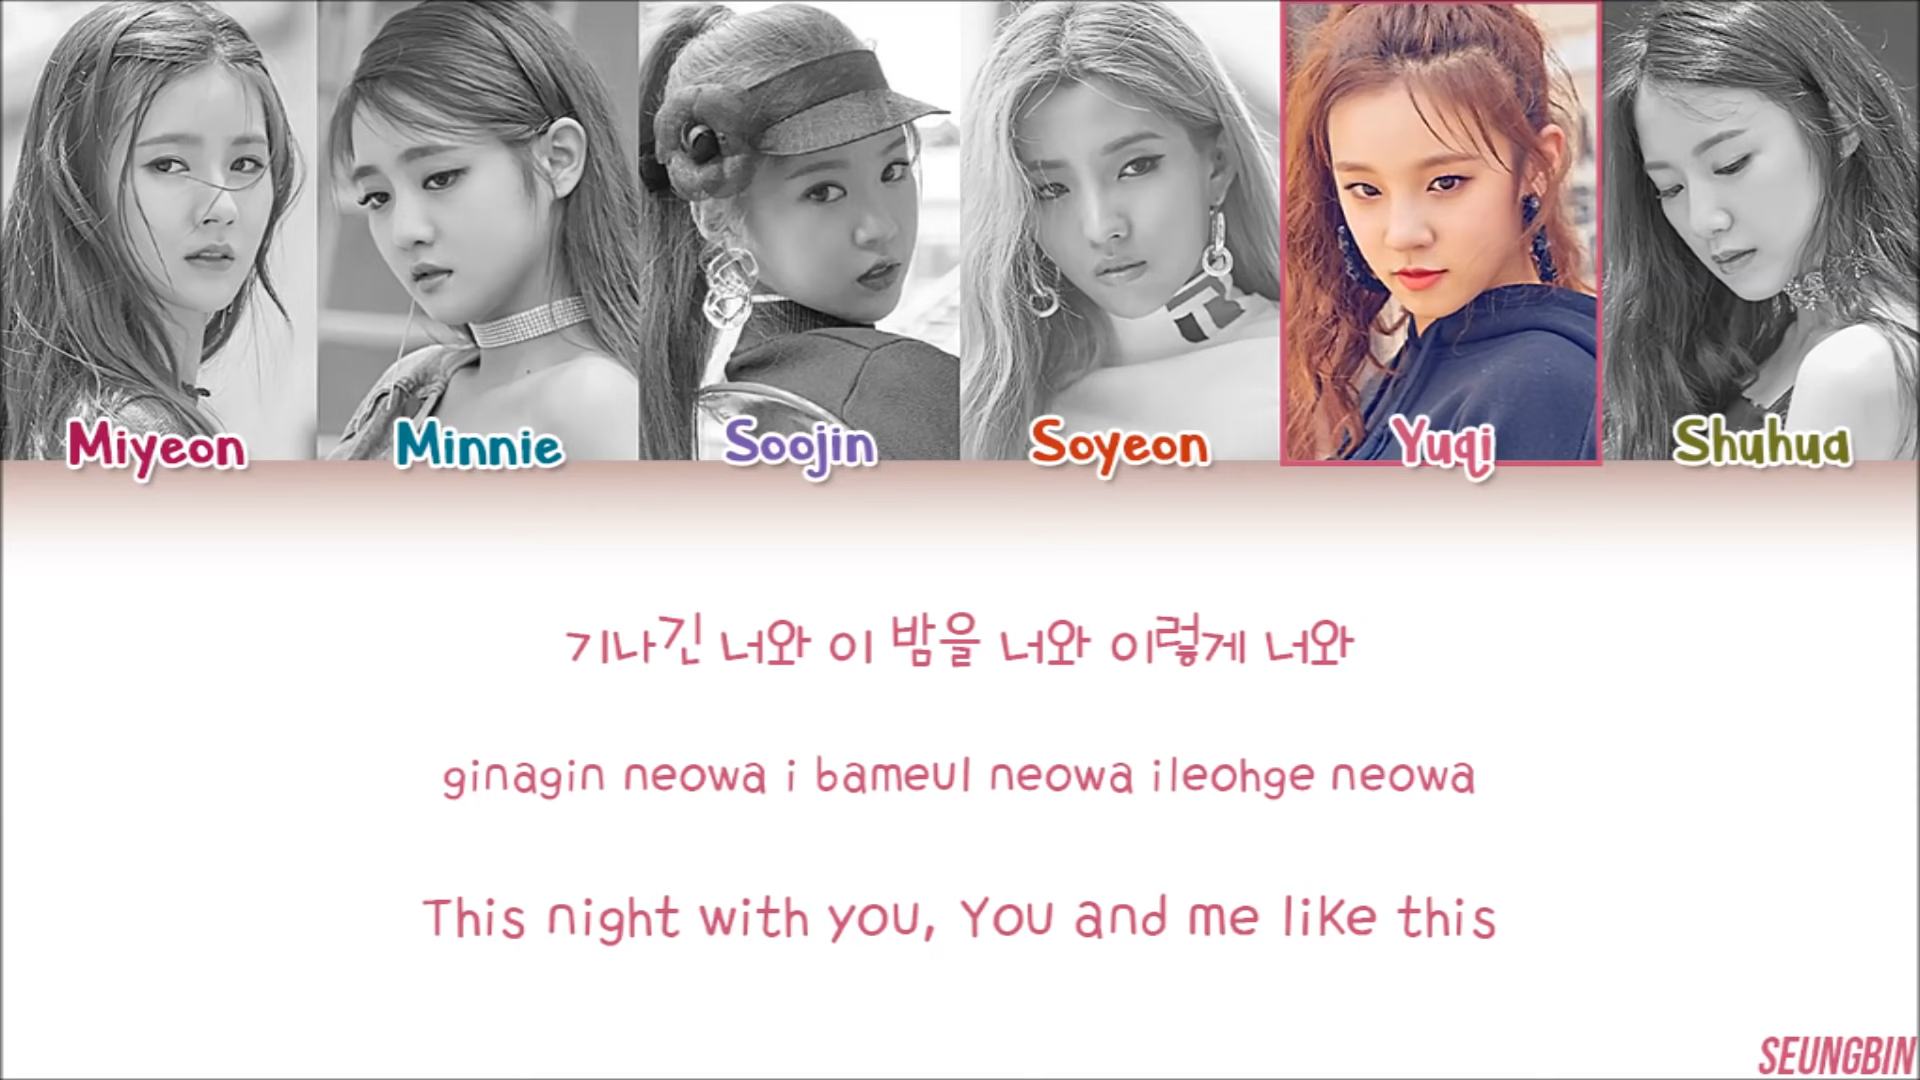 Miyeon Minnie Soojin Soyeon Yuqi Shuhua
기나긴 너와 이 밤을 너와 이렇게 너와
ginagin neowa i bameul neowa ileohge neowa
This night with you, You and me like this
SEUNGBIN